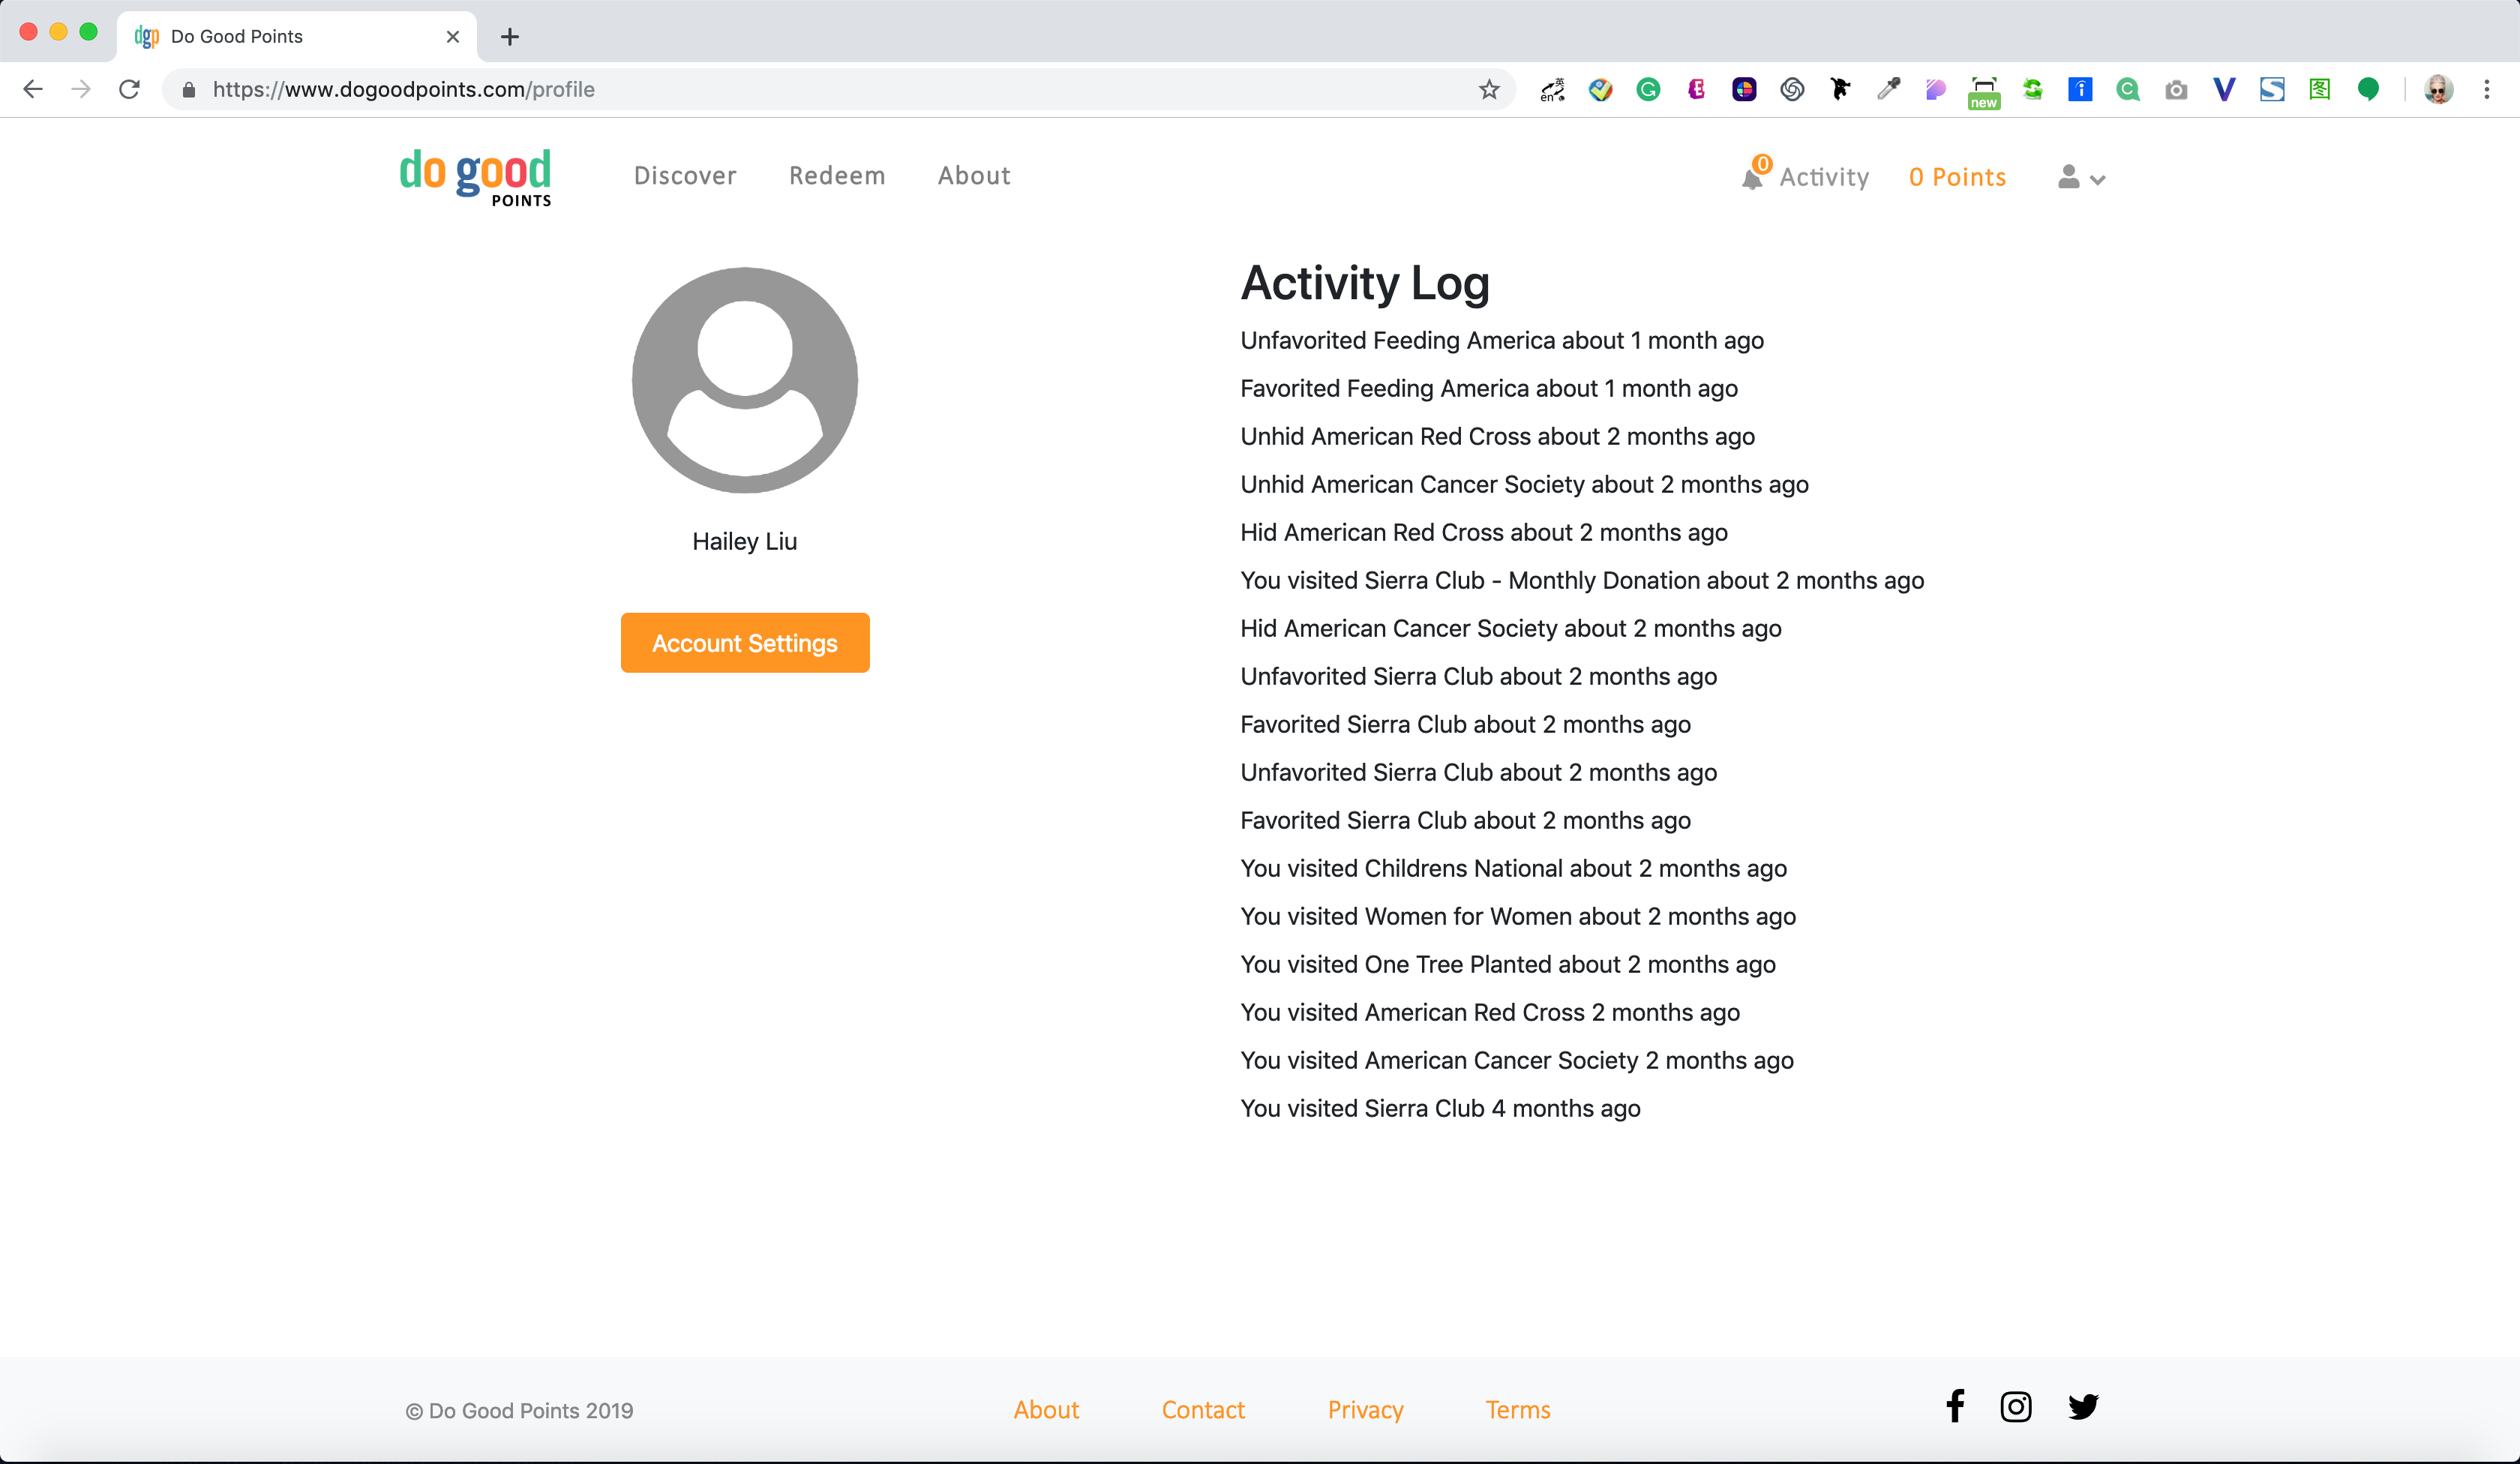 dgp Do Good Points
https://www.dogoodpoints.com/profile
英
en
new
图
do good
POINTS
Discover
Redeem
About
0
Activity
0 Points
Activity Log
Unfavorited Feeding America about 1 month ago
Favorited Feeding America about 1 month ago
Unhid American Red Cross about 2 months ago
Unhid American Cancer Society about 2 months ago
Hid American Red Cross about 2 months ago
You visited Sierra Club - Monthly Donation about 2 months ago
Hid American Cancer Society about 2 months ago
Unfavorited Sierra Club about 2 months ago
Favorited Sierra Club about 2 months ago
Unfavorited Sierra Club about 2 months ago
Favorited Sierra Club about 2 months ago
You visited Childrens National about 2 months ago
You visited Women for Women about 2 months ago
You visited One Tree Planted about 2 months ago
You visited American Red Cross 2 months ago
You visited American Cancer Society 2 months ago
You visited Sierra Club 4 months ago
Hailey Liu
Account Settings
© Do Good Points 2019
About
Contact
Privacy
Terms